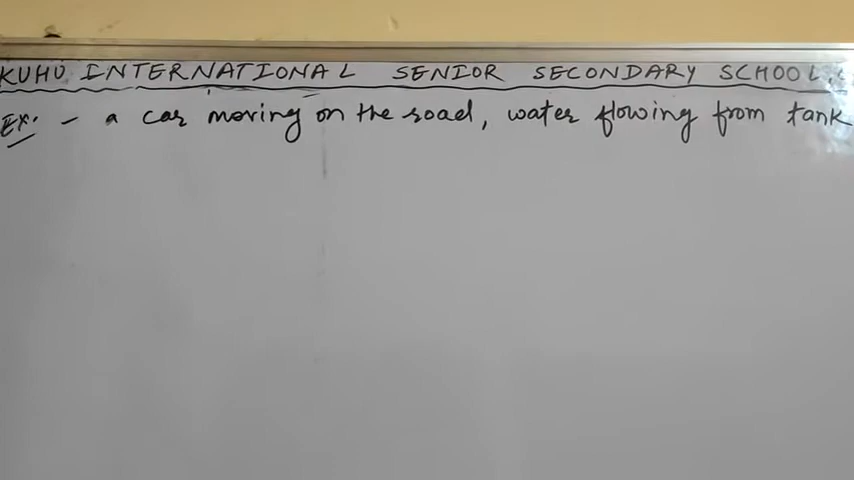 KUHU INTERNATIONAL SENIOR SECONDARY SCHOOL
Ex. - a car moving on the road, water flowing from tank